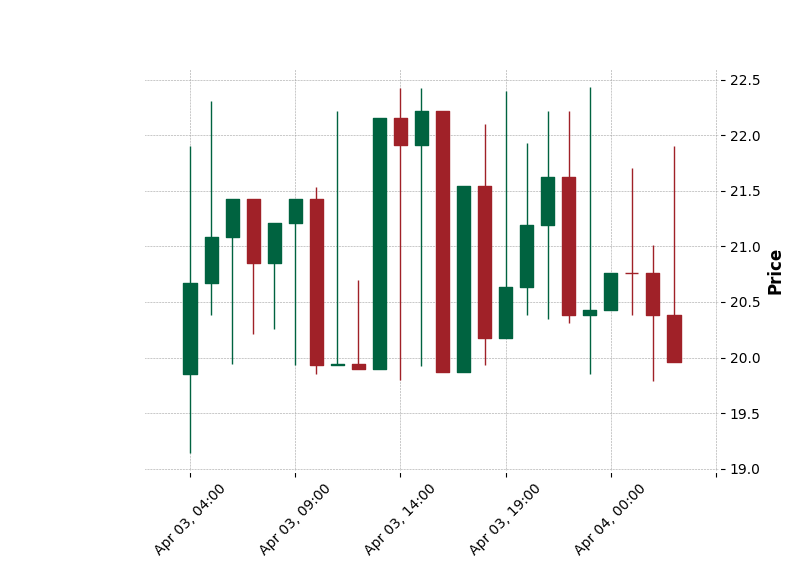 22.5
22.0
21.5
21.0
20.5
20.0
19.5
19.0
Price
Apr 03, 04:00
Apr 03, 09:00
Apr 03, 14:00
Apr 03, 19:00
Apr 04, 00:00